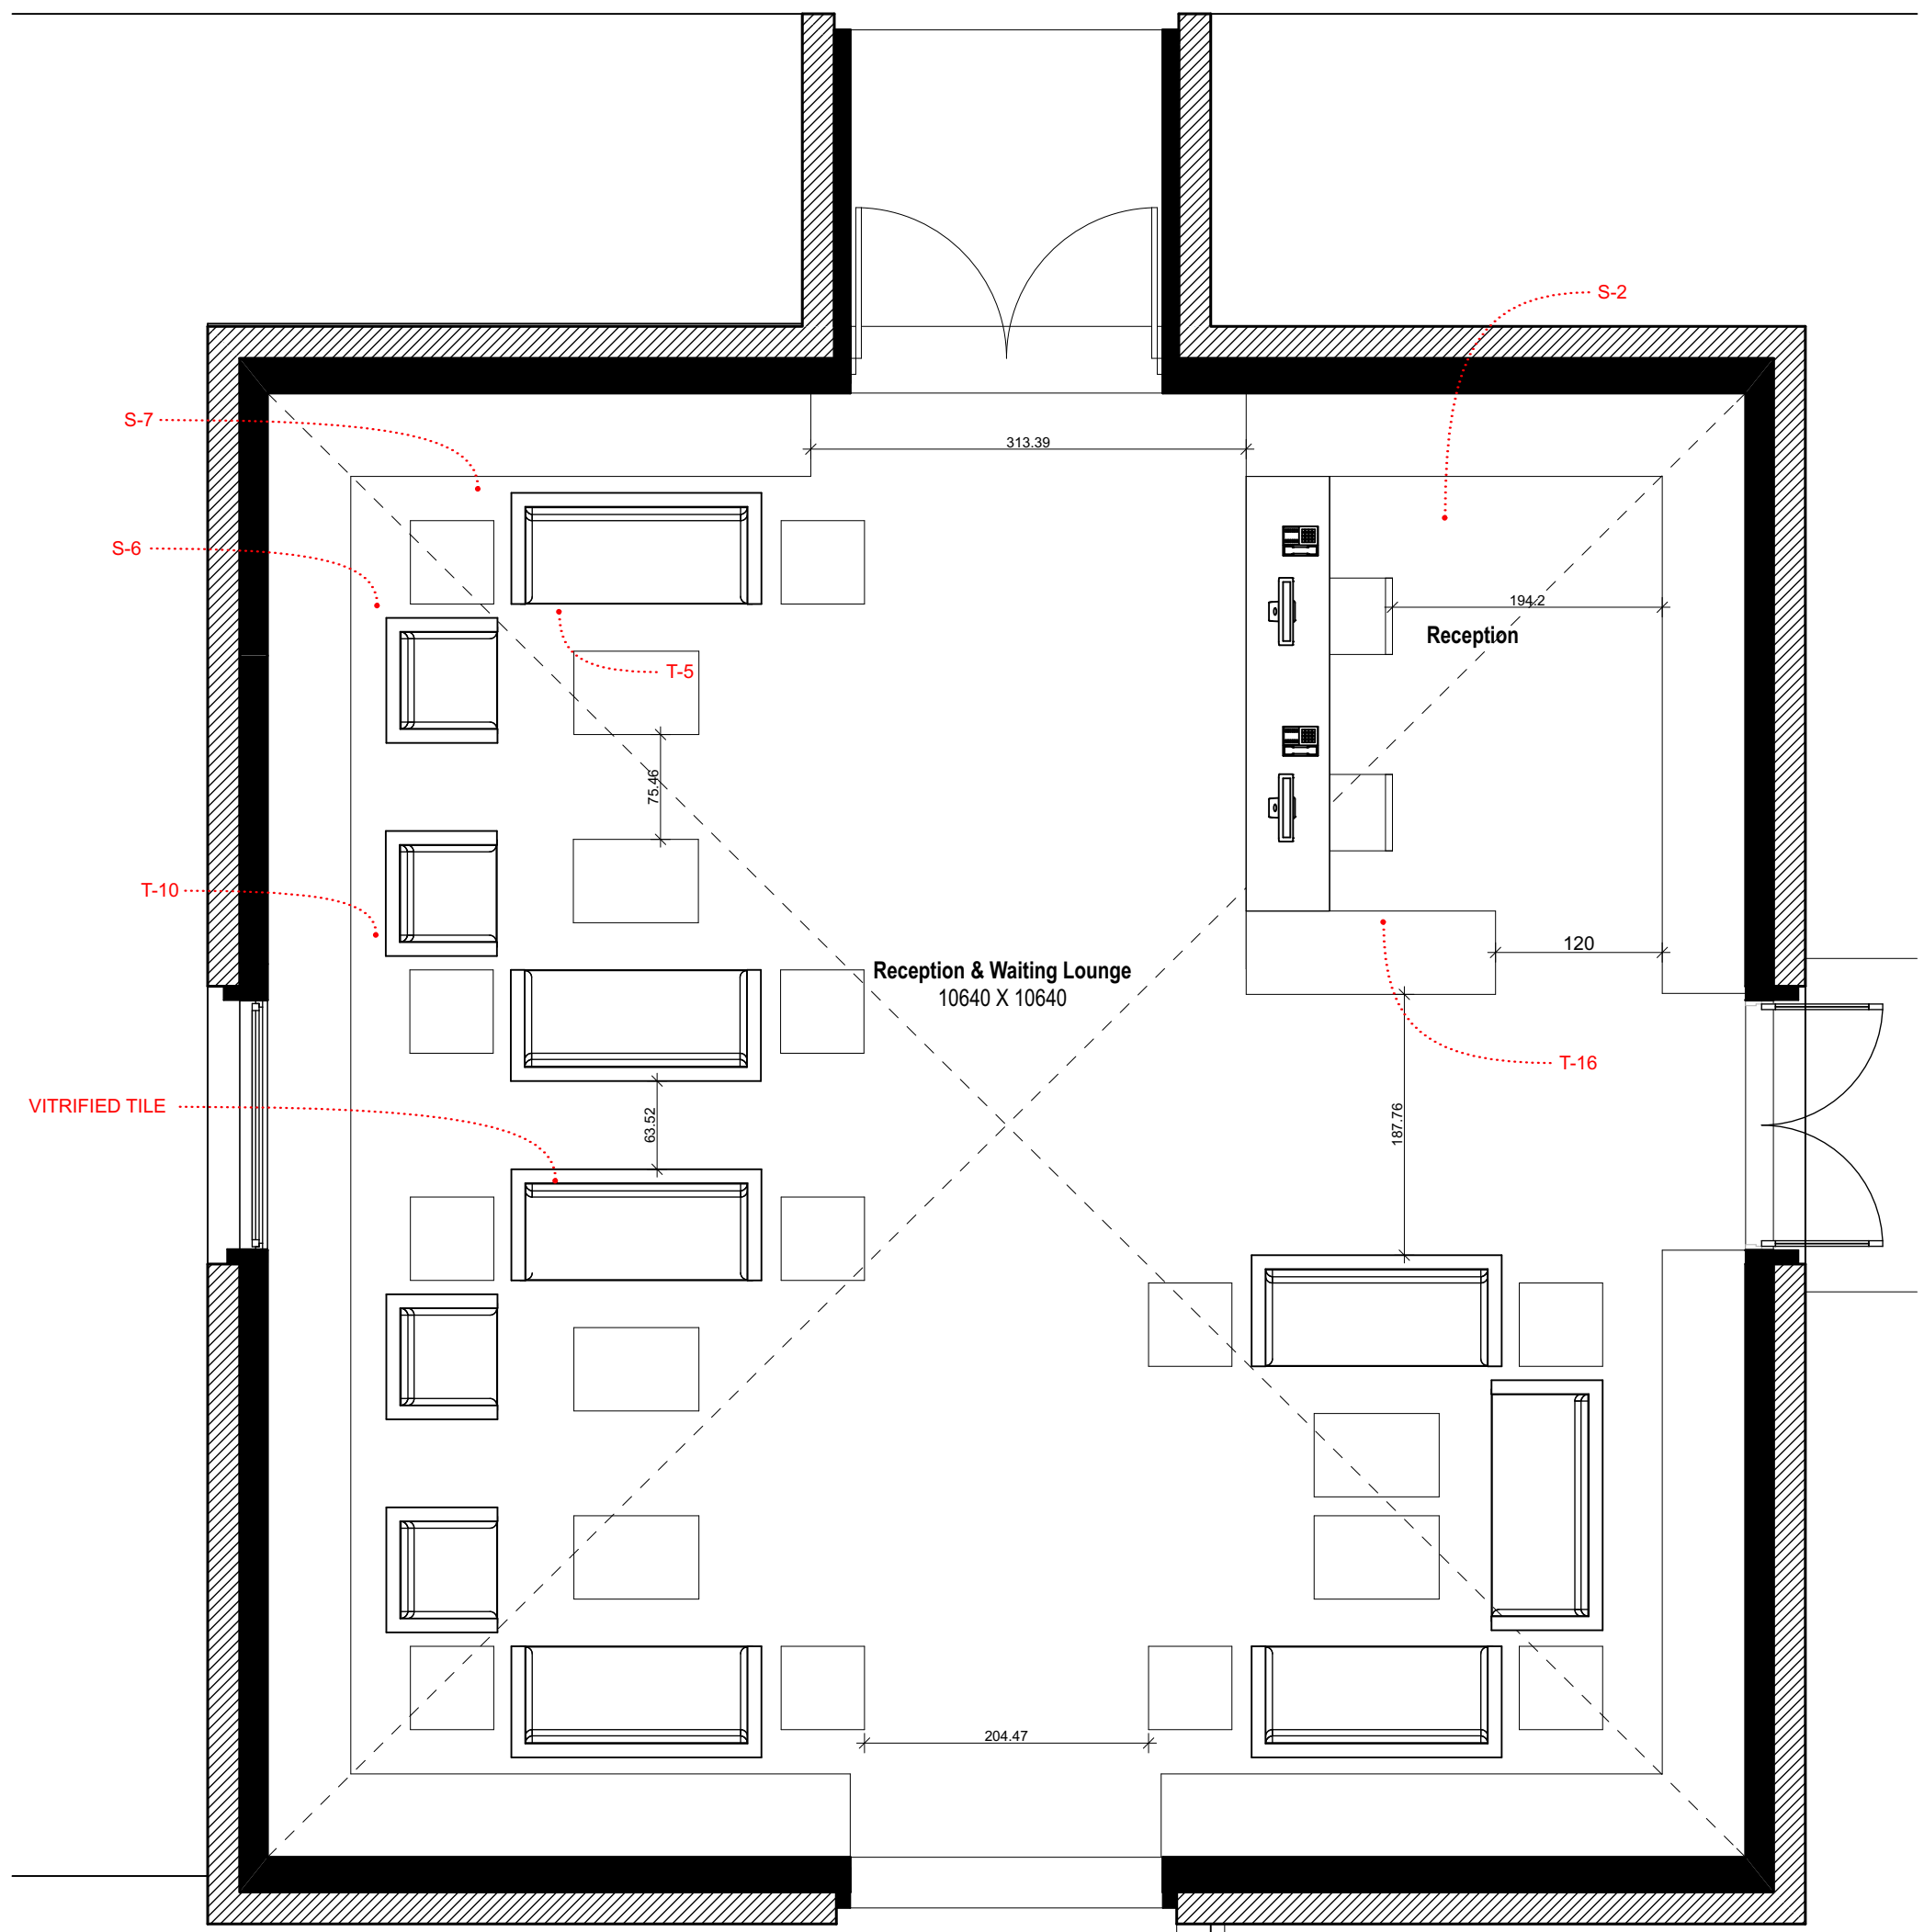 S-2
S-7
313.39
S-6
194.2
Reception
T-5
75.46
T-10
120
Reception & Waiting Lounge
10640 X 10640
T-16
VITRIFIED TILE
63.52
187.76
204.47